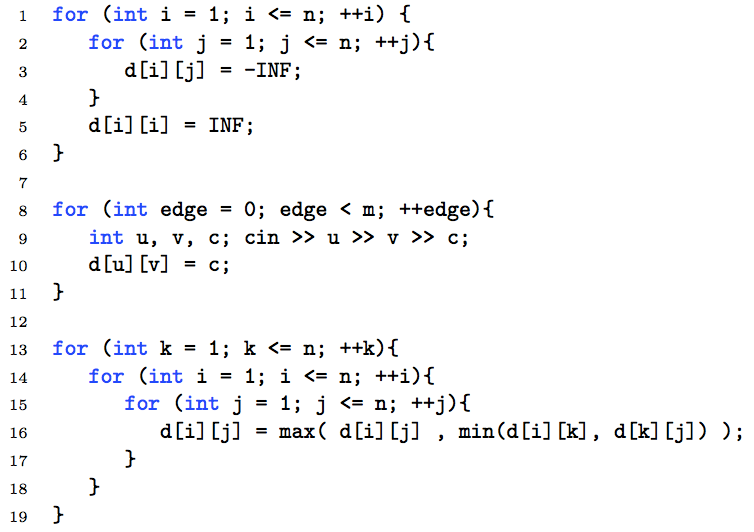 1 for (int i = 1; i <= n; ++i) {
2 for (int j = 1; j <= n; ++j){
3 d[i][j] = -INF;
4 }
5 d[i][i] = INF;
6 }
7
8 for (int edge = 0; edge < m; ++edge){
9 int u, v, c; cin >> u >> v >> c;
10 d[u][v] = c;
11 }
12
13 for (int k = 1; k <= n; ++k){
14 for (int i = 1; i <= n; ++i){
15 for (int j = 1; j <= n; ++j){
16 d[i][j] = max( d[i][j] , min(d[i][k], d[k][j]) );
17 }
18 }
19 }